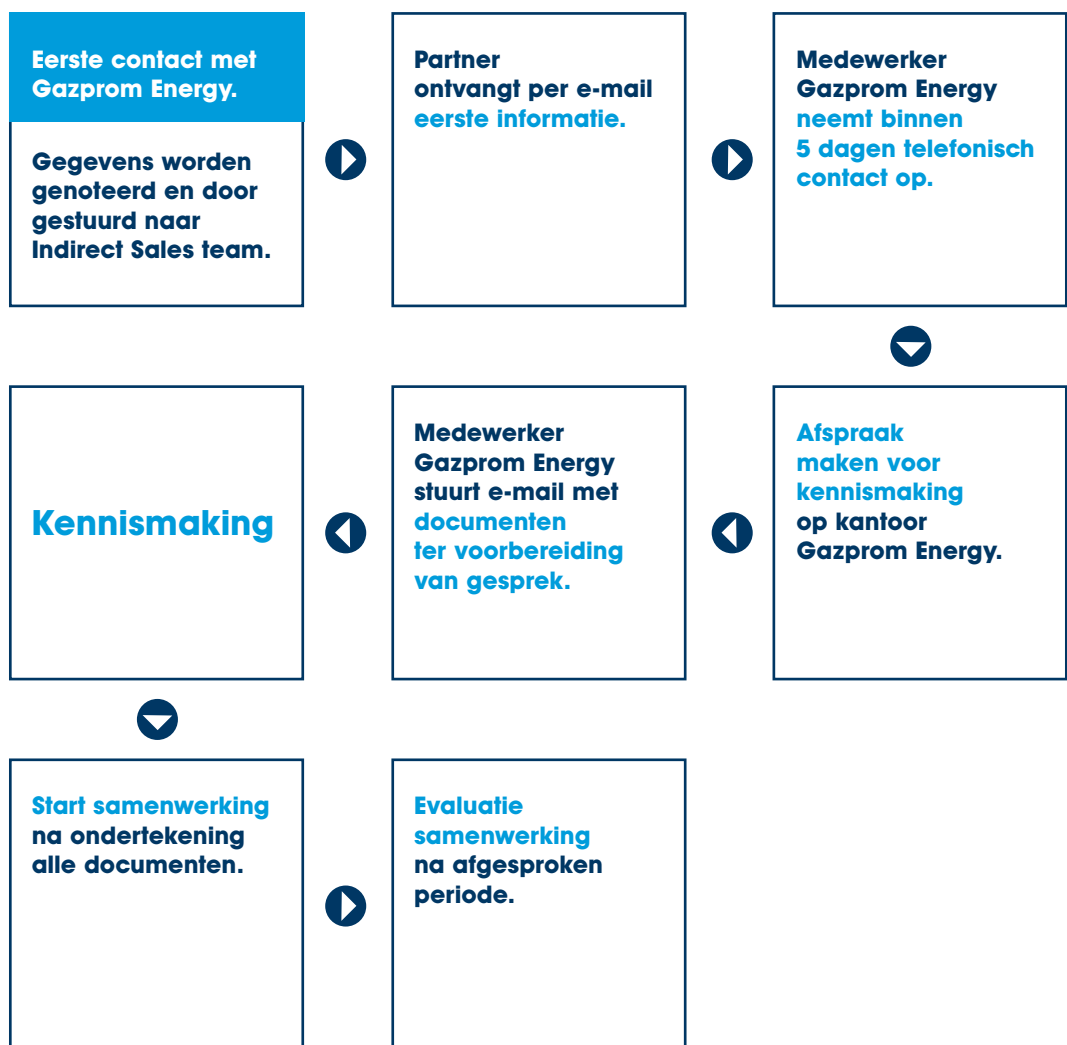 Eerste contact met
Gazprom Energy.
Gegevens worden
genoteerd en door
gestuurd naar
Indirect Sales team.
Partner
ontvangt per e-mail
eerste informatie.
Medewerker
Gazprom Energy
neemt binnen
5 dagen telefonisch
contact op.
Afspraak
maken voor
kennismaking
op kantoor
Gazprom Energy.
Medewerker
Gazprom Energy
stuurt e-mail met
documenten
ter voorbereiding
van gesprek.
Kennismaking
Start samenwerking
na ondertekening
alle documenten.
Evaluatie
samenwerking
na afgesproken
periode.